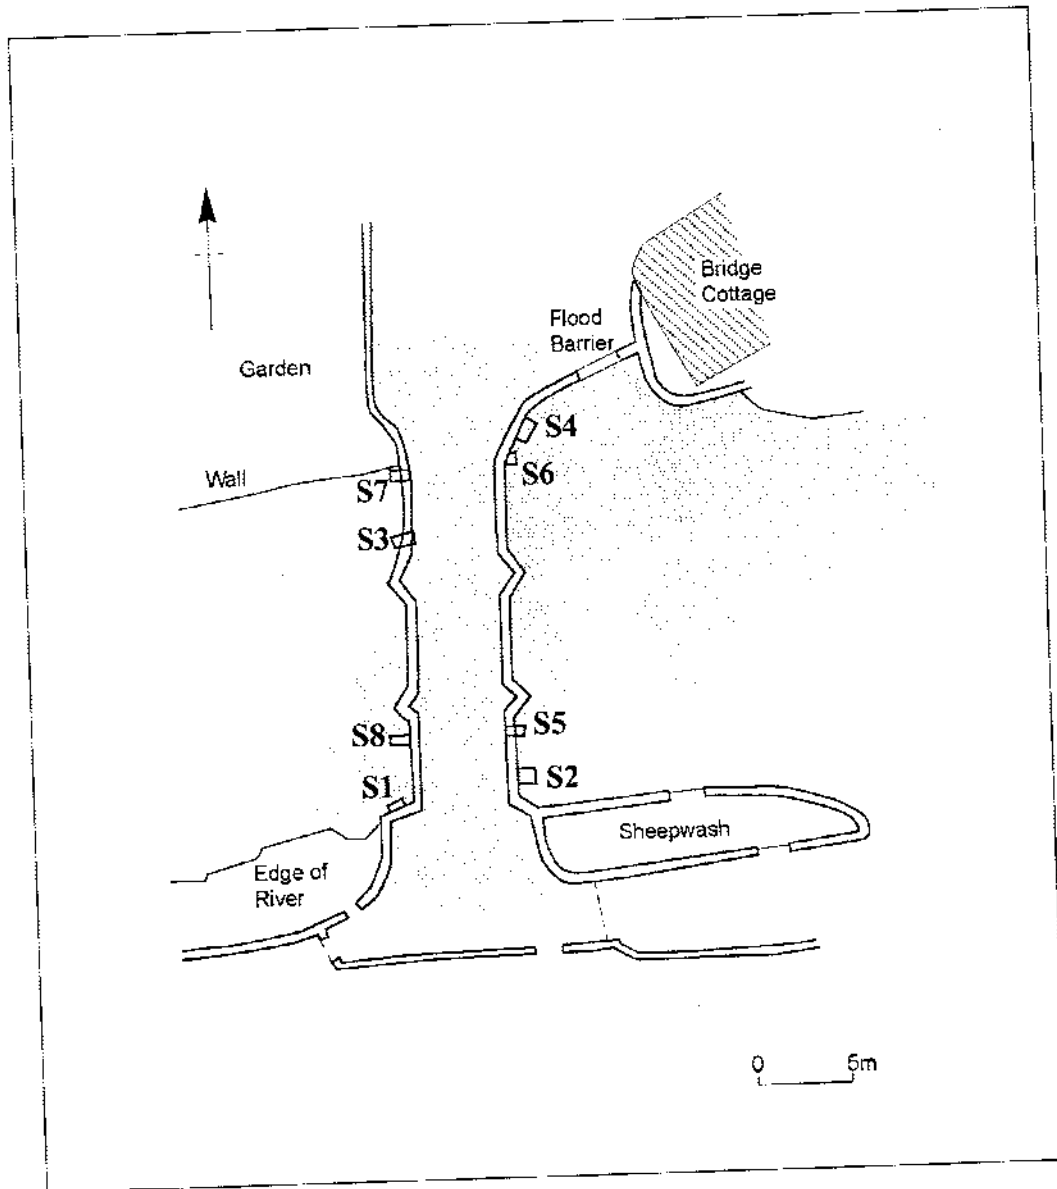 Bridge
Cottage
Flood
Barrier
Garden
S4
S6
Wall
S7
S3
S8
S5
S1
S2
Sheepwash
Edge of
River
0 5m